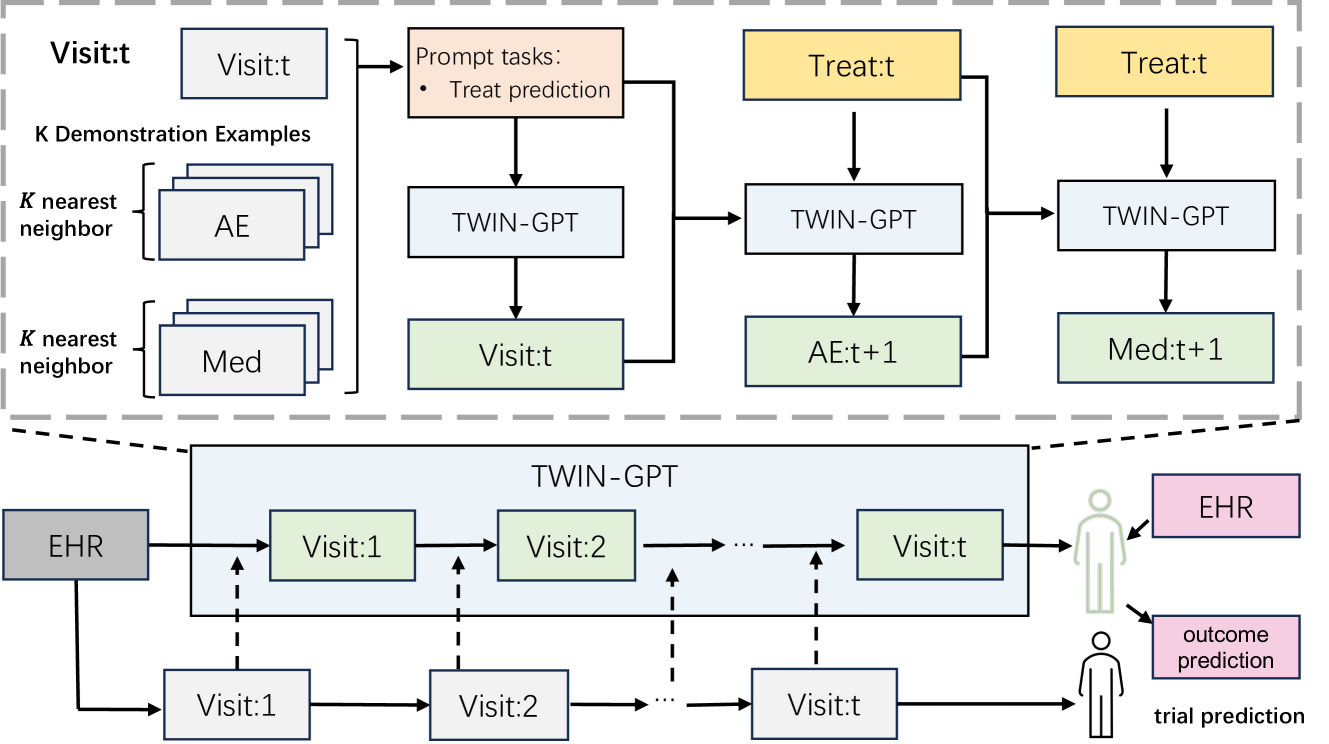 Visit:t
Visit:t
K Demonstration Examples
K nearest
neighbor
AE
K nearest
neighbor
Med
Prompt tasks:
• Treat prediction
TWIN-GPT
Visit:t
Treat:t
TWIN-GPT
AE:t+1
Treat:t
TWIN-GPT
Med:t+1
TWIN-GPT
EHR
Visit:1
Visit:2
...
Visit:t
EHR
outcome
prediction
Visit:1
Visit:2
...
Visit:t
trial prediction